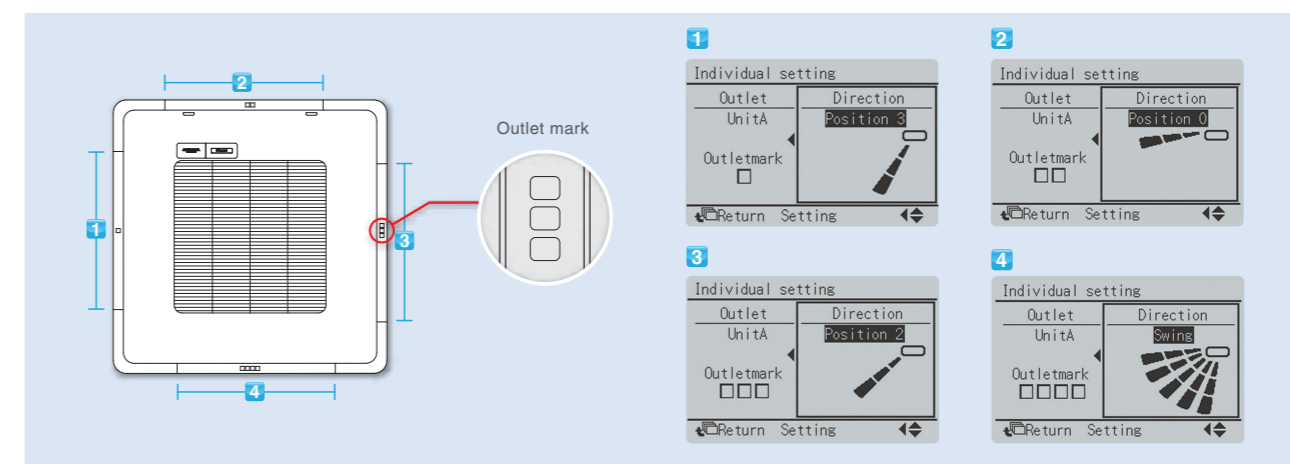 2
1
3
4
Outlet mark
1
Individual setting
Outlet
Direction
UnitA
Position 3
Outletmark
Return Setting
2
Individual setting
Outlet
Direction
UnitA
Position 0
Outletmark
Return Setting
3
Individual setting
Outlet
Direction
UnitA
Position 2
Outletmark
Return Setting
4
Individual setting
Outlet
Direction
UnitA
Swing
Outletmark
Return Setting